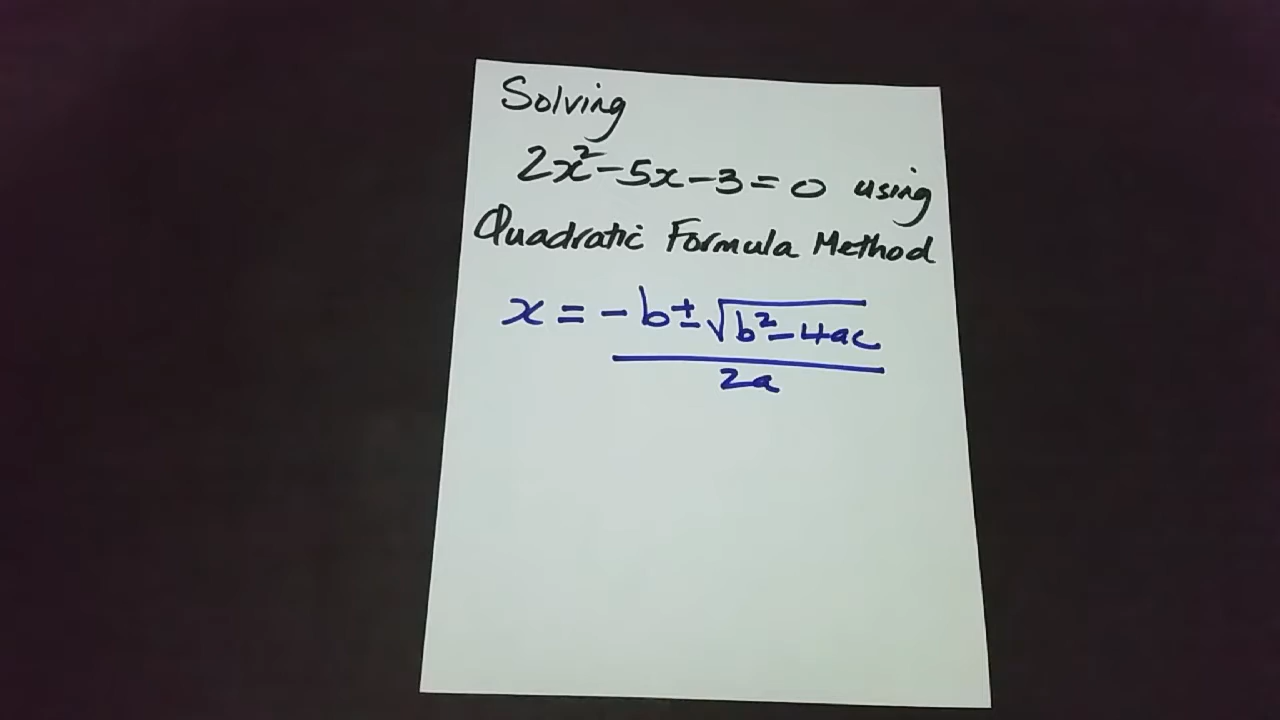 Solving
2x²-5x-3=0 using
Quadratic Formula Method
x = -b±√b²-4ac
2a